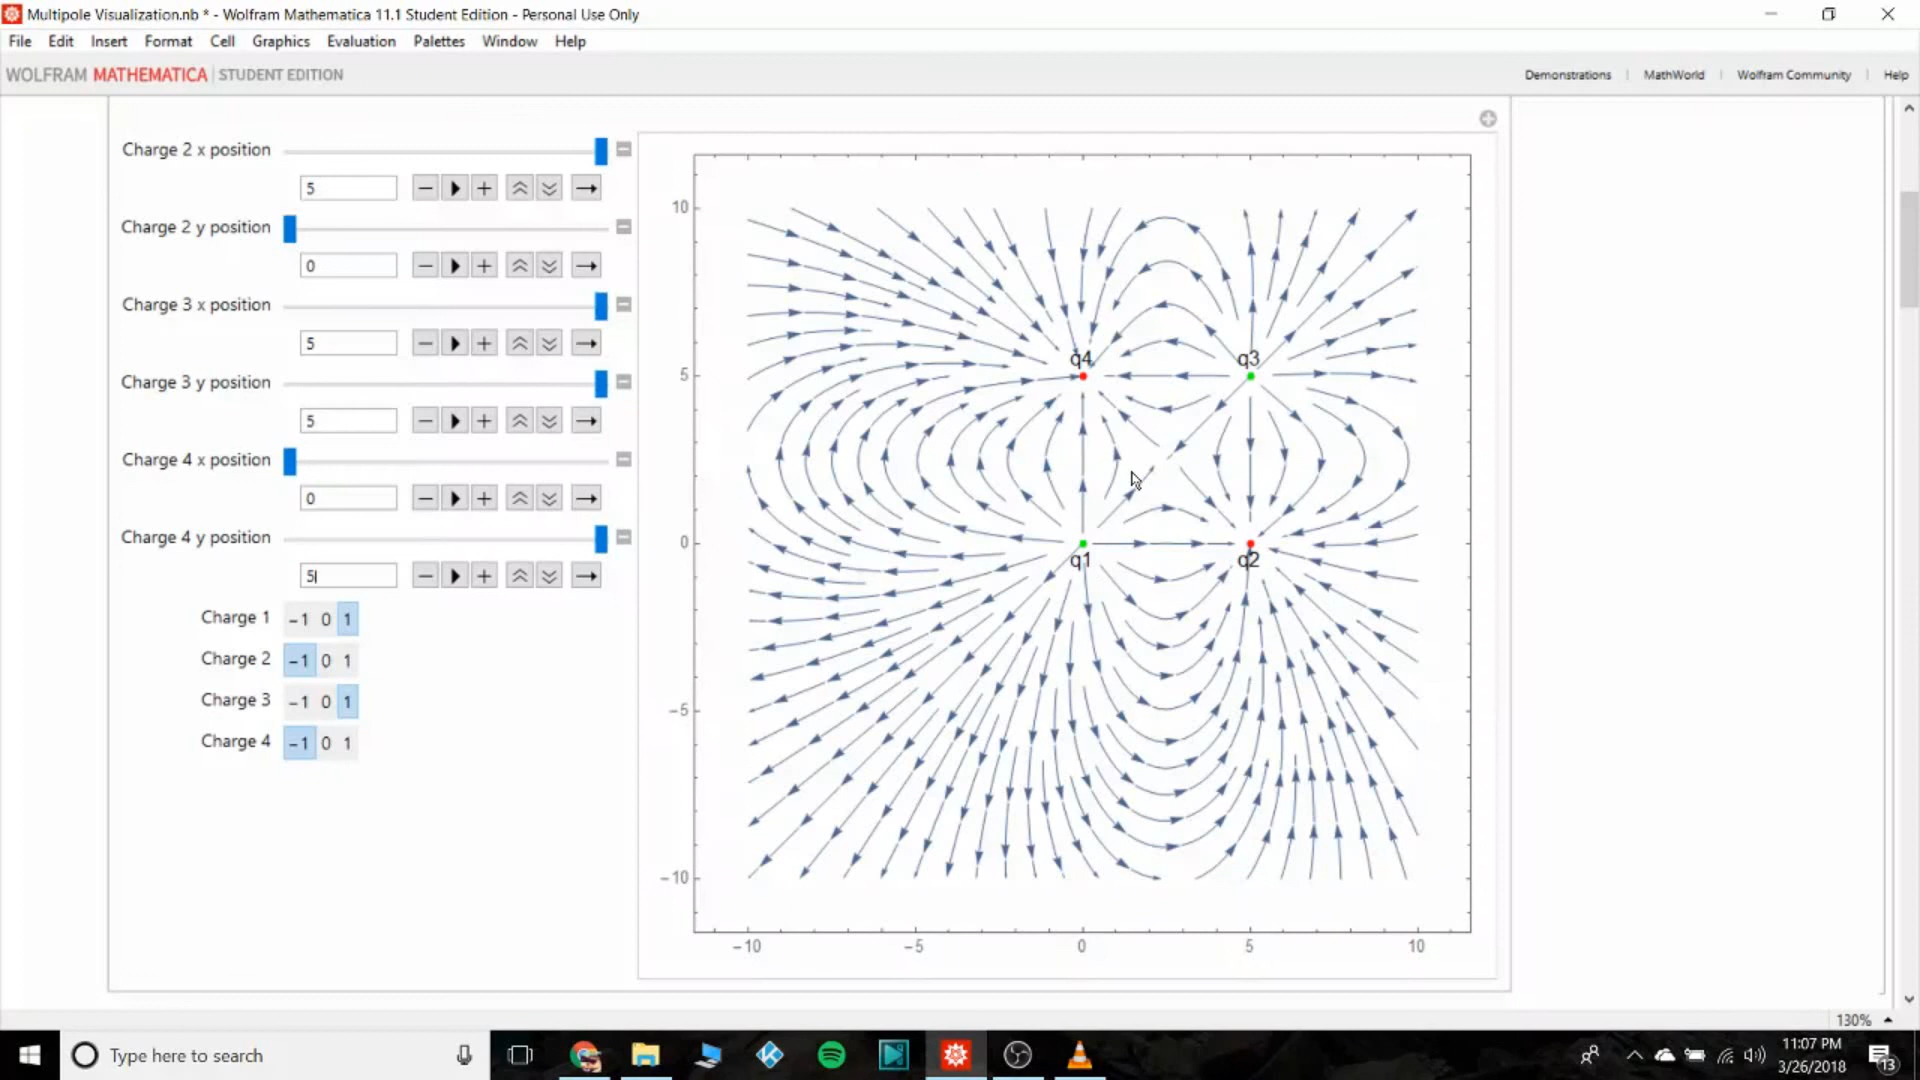 Multipole Visualization.nb * - Wolfram Mathematica 11.1 Student Edition - Personal Use Only
File Edit Insert Format Cell Graphics Evaluation Palettes Window Help
WOLFRAM MATHEMATICA | STUDENT EDITION Demonstrations | MathWorld | Wolfram Community | Help
Charge 2 x position
5
Charge 2 y position
0
Charge 3 x position
5
Charge 3 y position
5
Charge 4 x position
0
Charge 4 y position
5
Charge 1 -1 0 1
Charge 2 -1 0 1
Charge 3 -1 0 1
Charge 4 -1 0 1
10
5
0
-5
-10
q4 q3
q1 q2
-10 -5 0 5 10
130%
Type here to search
11:07 PM
3/26/2018
13